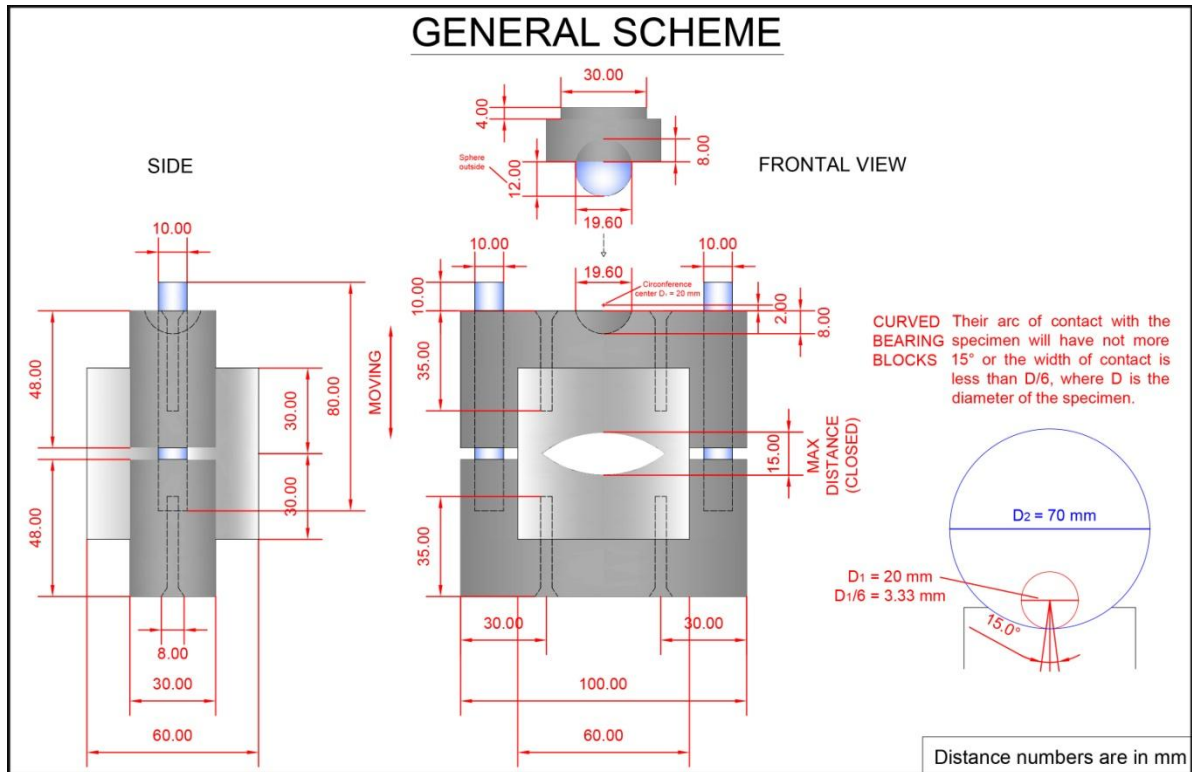 GENERAL SCHEME
30.00
4.00
8.00
Sphere
outside
12.00
19.60
SIDE
FRONTAL VIEW
10.00
48.00
48.00
30.00
30.00
80.00
MOVING
8.00
30.00
60.00
10.00
19.60
10.00
10.00
Circonference
center D1 = 20 mm
2.00
8.00
35.00
15.00
MAX
DISTANCE
(CLOSED)
35.00
30.00
30.00
100.00
60.00
CURVED
BEARING
BLOCKS
Their arc of contact with the
specimen will have not more
15° or the width of contact is
less than D/6, where D is the
diameter of the specimen.
D2 = 70 mm
D1 = 20 mm
D1/6 = 3.33 mm
15.0°
Distance numbers are in mm